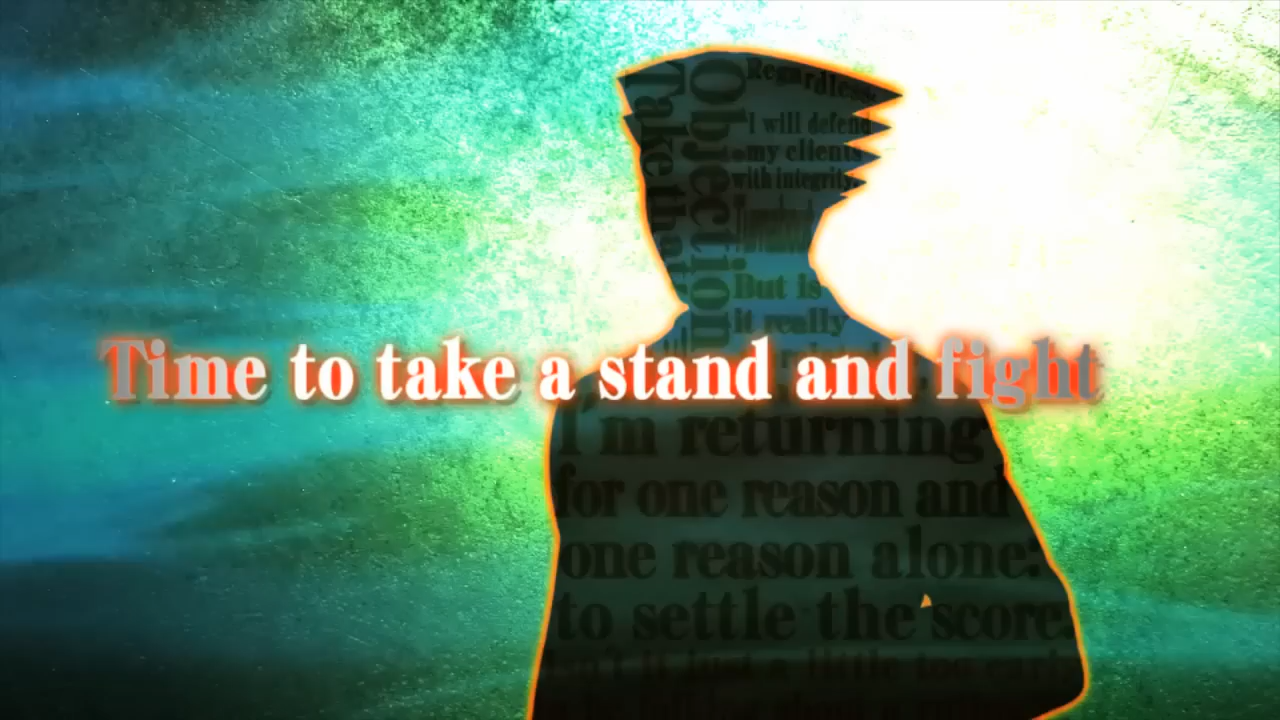 Take that
Objection
Regardless
I will defend
my clients
with integrity.
But is
it really
Time to take a stand and fight
I'm returning
for one reason and
one reason alone:
to settle the score.